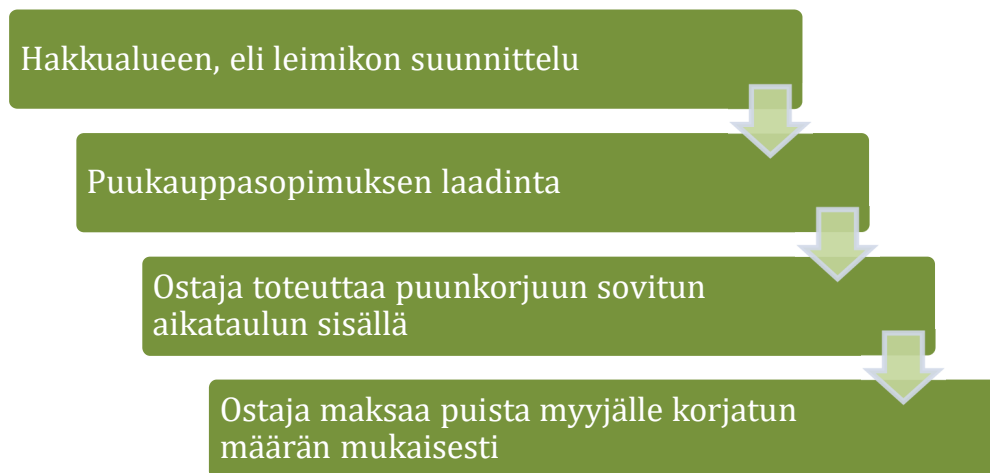 Hakkualueen, eli leimikon suunnittelu
Puukauppasopimuksen laadinta
Ostaja toteuttaa puunkorjuun sovitun
aikataulun sisällä
Ostaja maksaa puista myyjälle korjatun
määrän mukaisesti